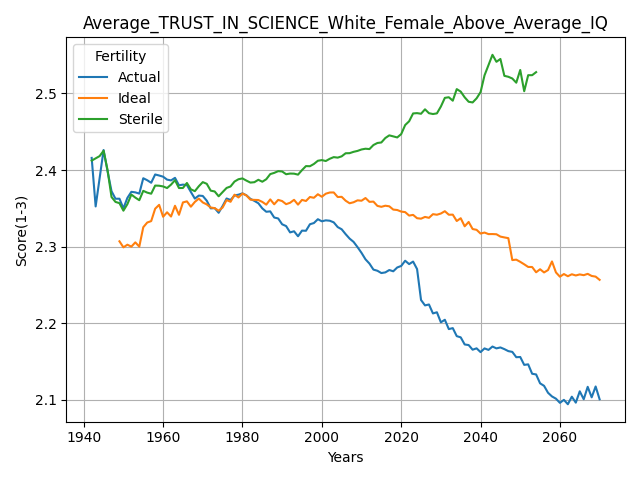 Average_TRUST_IN_SCIENCE_White_Female_Above_Average_IQ
Fertility
Actual
Ideal
Sterile
Score(1-3)
2.5
2.4
2.3
2.2
2.1
1940 1960 1980 2000 2020 2040 2060
Years